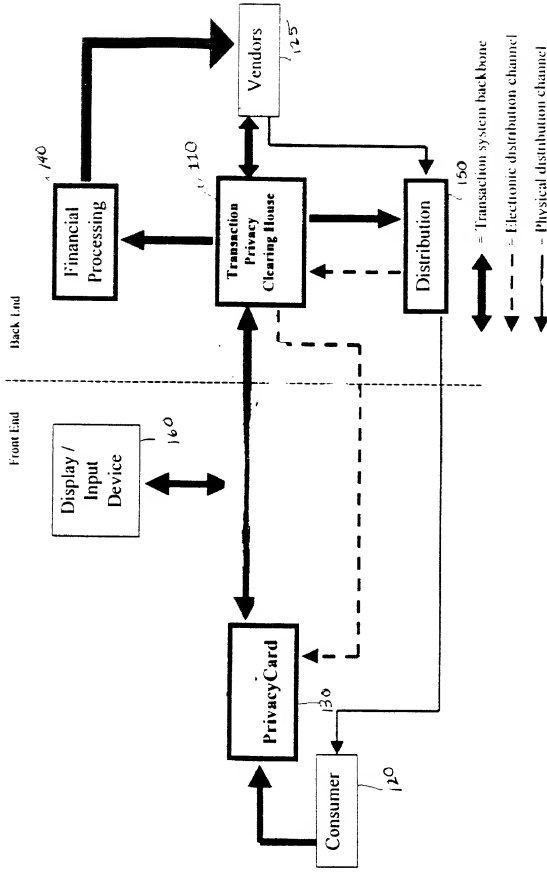 Front End
Back End
Display /
Input
Device
160
Financial
Processing
140
PrivacyCard
130
Transaction
Privacy
Clearing House
110
Vendors
125
Consumer
120
Distribution
150
= Transaction system backbone
= Electronic distribution channel
= Physical distribution channel